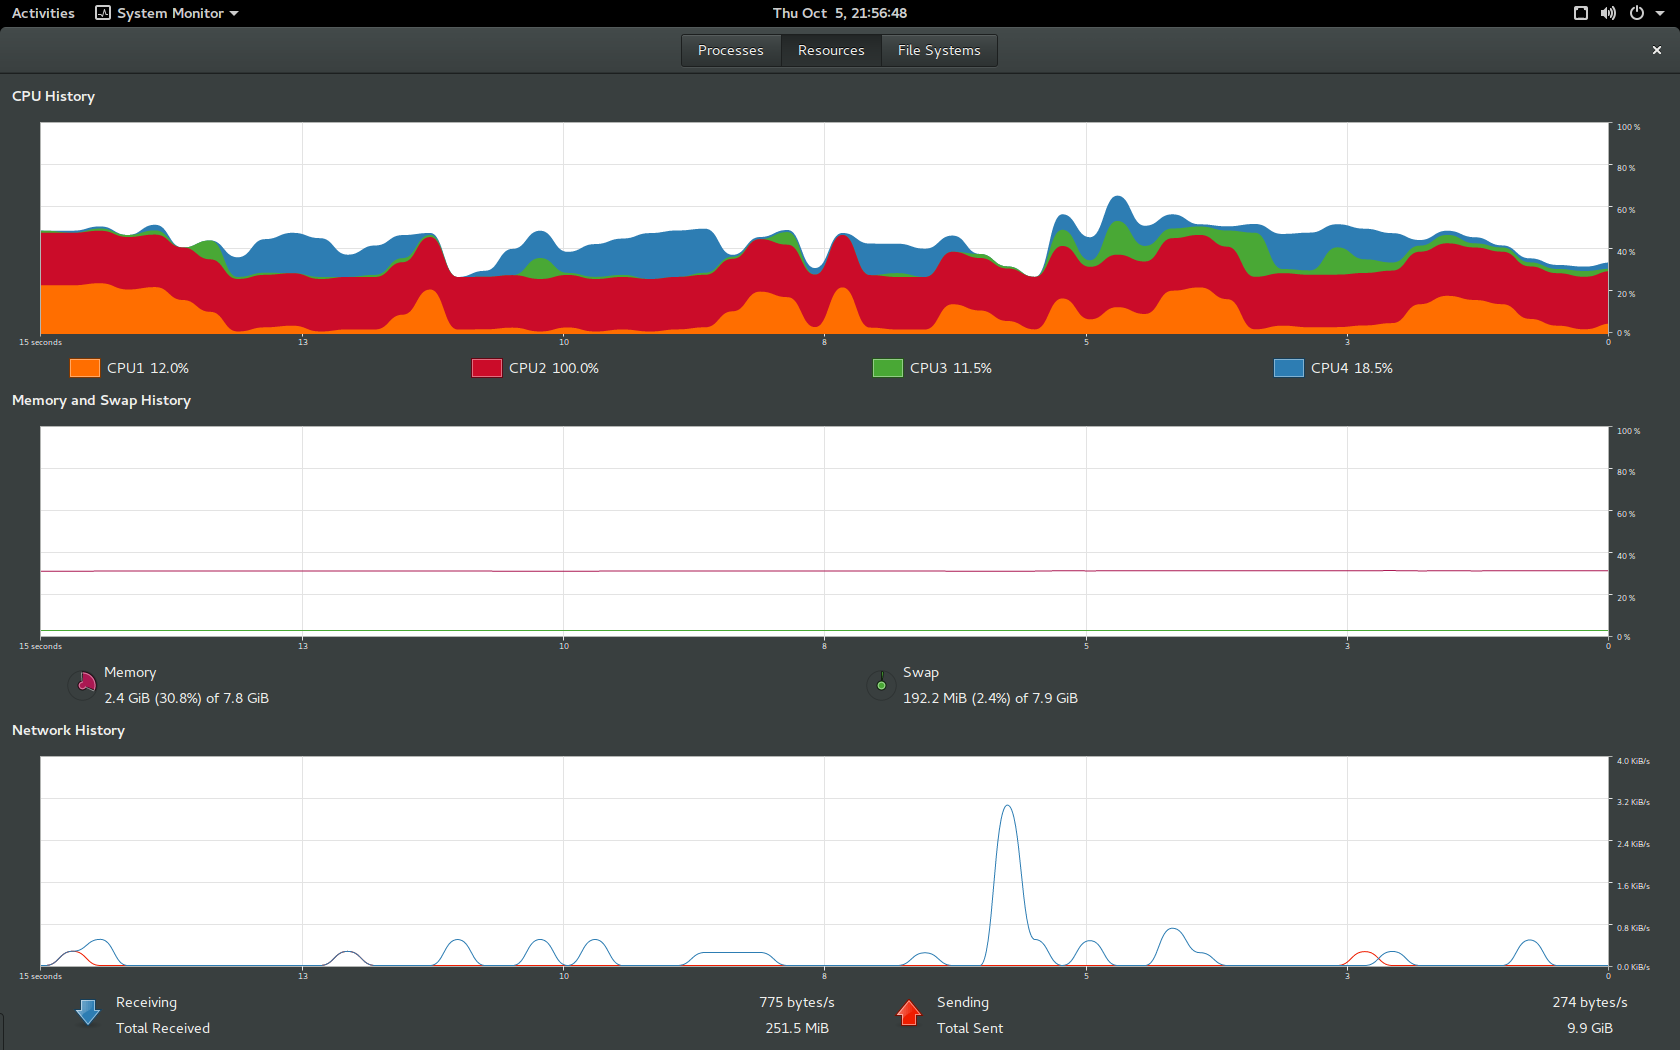 Activities System Monitor Thu Oct 5, 21:56:48
Processes Resources File Systems
CPU History
100 %
80 %
60 %
40 %
20 %
0 %
15 seconds 13 10 8 5 3 0
CPU1 12.0% CPU2 100.0% CPU3 11.5% CPU4 18.5%
Memory and Swap History
100 %
80 %
60 %
40 %
20 %
0 %
15 seconds 13 10 8 5 3 0
Memory Swap
2.4 GiB (30.8%) of 7.8 GiB 192.2 MiB (2.4%) of 7.9 GiB
Network History
4.0 KiB/s
3.2 KiB/s
2.4 KiB/s
1.6 KiB/s
0.8 KiB/s
0.0 KiB/s
15 seconds 13 10 8 5 3 0
Receiving 775 bytes/s Sending 274 bytes/s
Total Received 251.5 MiB Total Sent 9.9 GiB